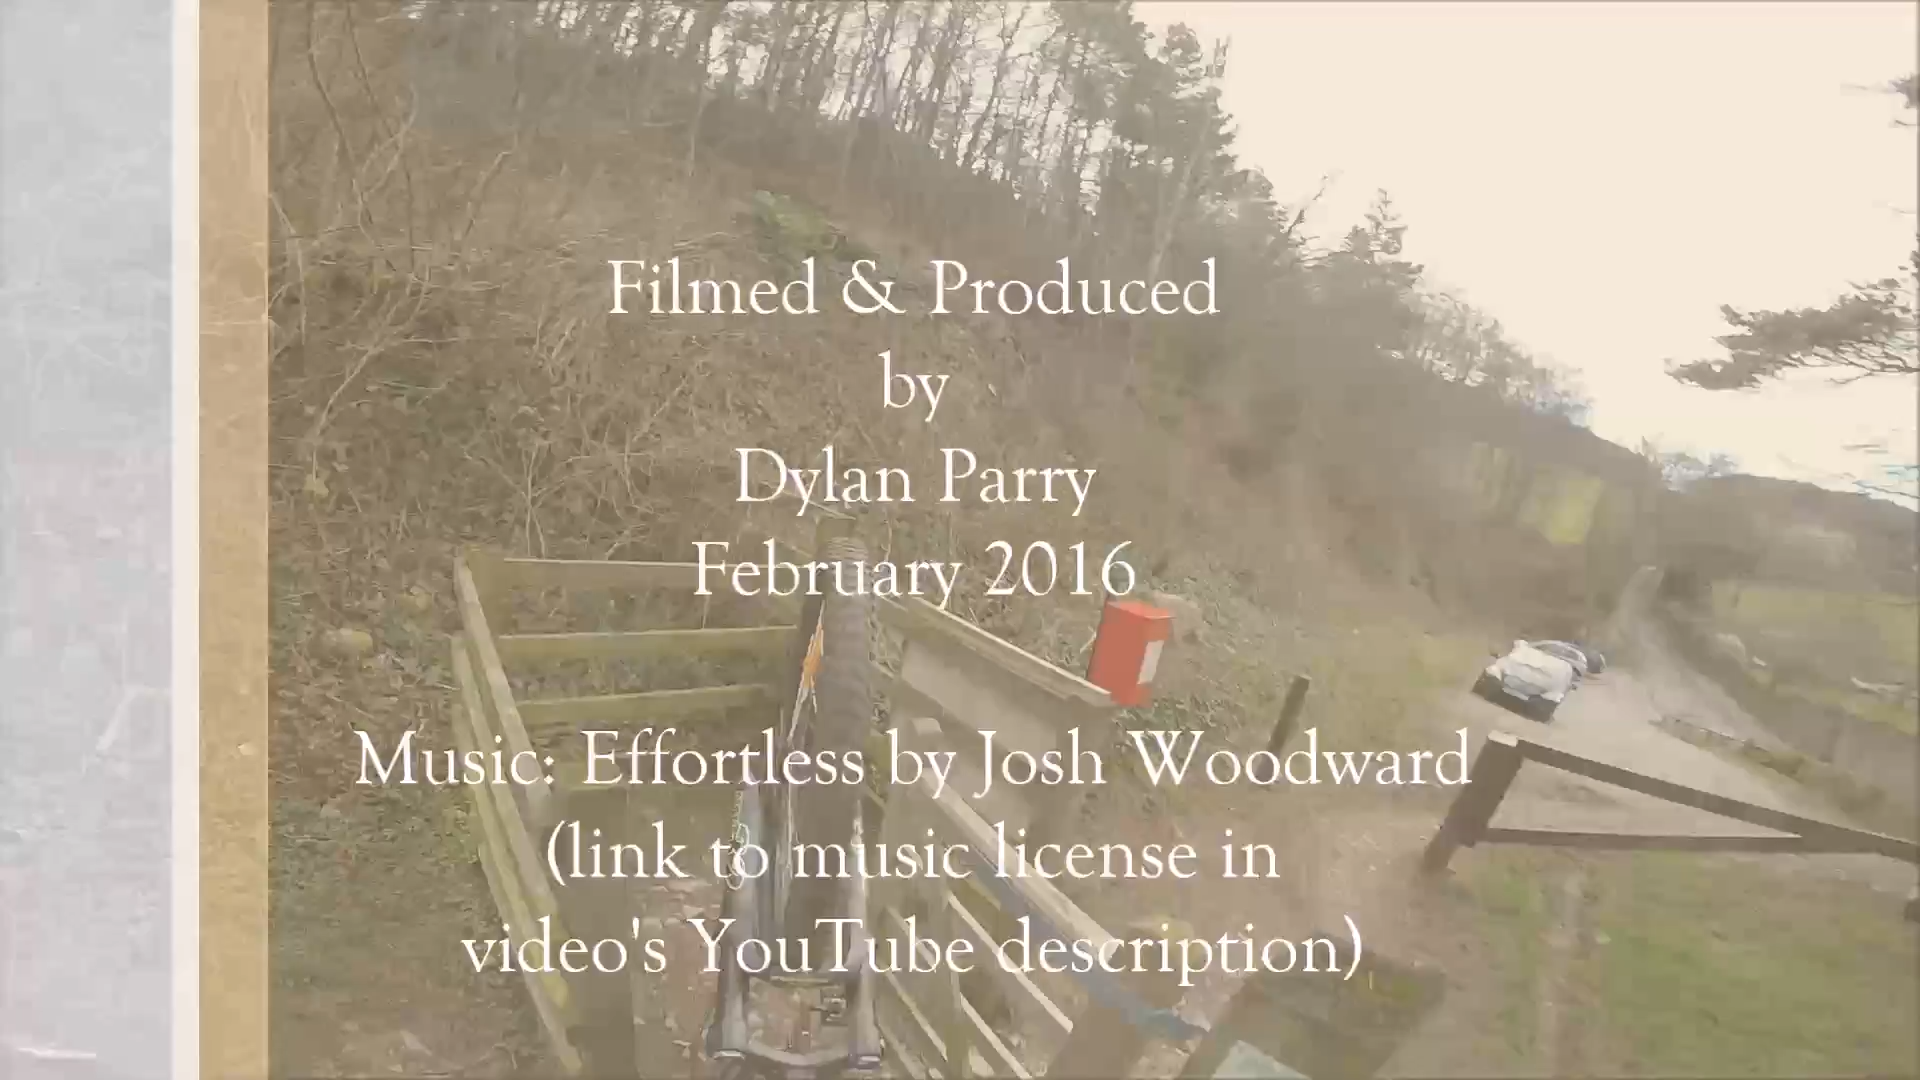 Filmed & Produced
by
Dylan Parry
February 2016
Music: Effortless by Josh Woodward
(link to music license in
video's YouTube description)